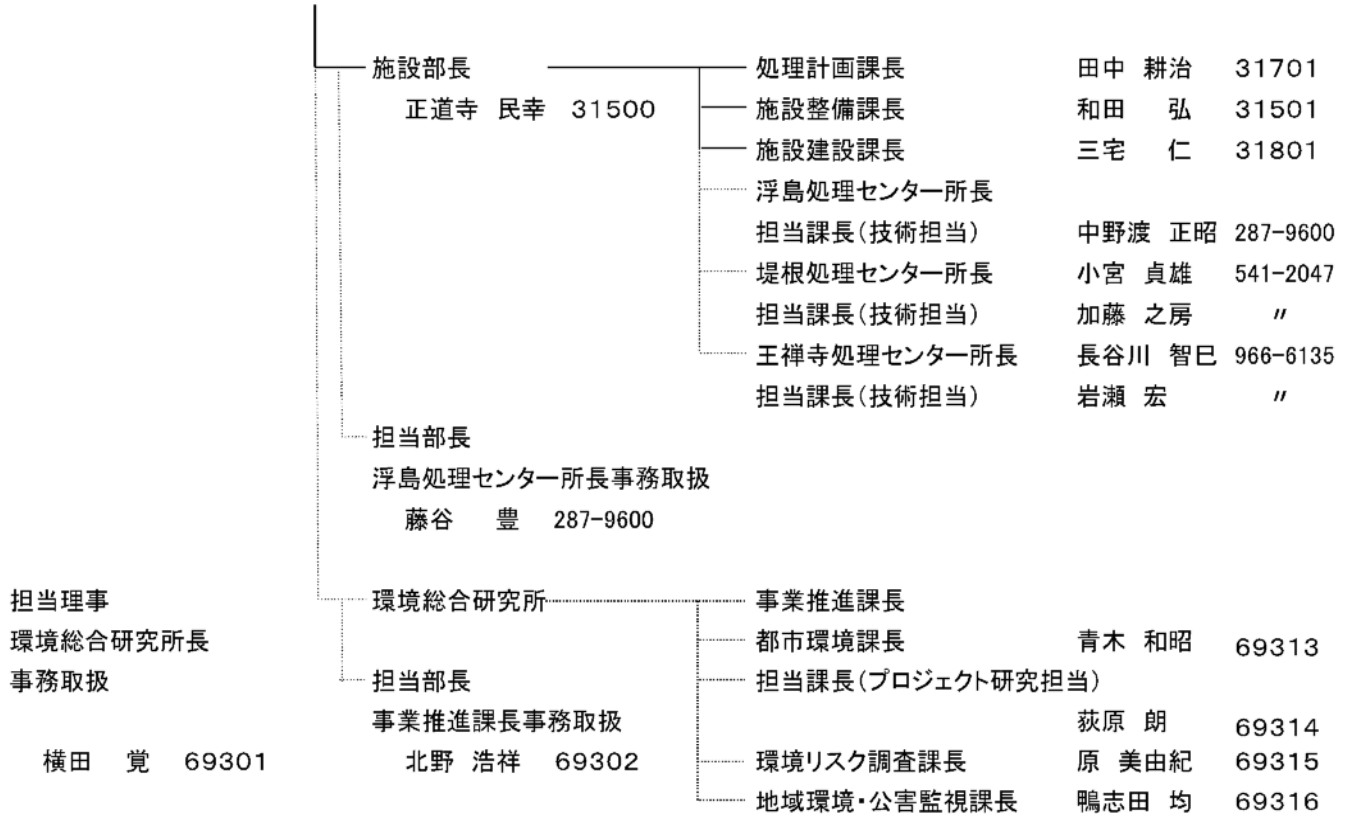 施設部長 処理計画課長 田中 耕治 31701
正道寺 民幸 31500 施設整備課長 和田 弘 31501
施設建設課長 三宅 仁 31801
浮島処理センター所長
担当課長(技術担当) 中野渡 正昭 287-9600
堤根処理センター所長 小宮 貞雄 541-2047
担当課長(技術担当) 加藤 之房 〃
王禅寺処理センター所長 長谷川 智巳 966-6135
担当課長(技術担当) 岩瀬 宏 〃
担当部長
浮島処理センター所長事務取扱
藤谷 豊 287-9600
担当理事 環境総合研究所 事業推進課長
環境総合研究所長 都市環境課長 青木 和昭 69313
事務取扱 担当部長 担当課長(プロジェクト研究担当)
事業推進課長事務取扱 荻原 朗 69314
横田 覚 69301 北野 浩祥 69302 環境リスク調査課長 原 美由紀 69315
地域環境・公害監視課長 鴨志田 均 69316